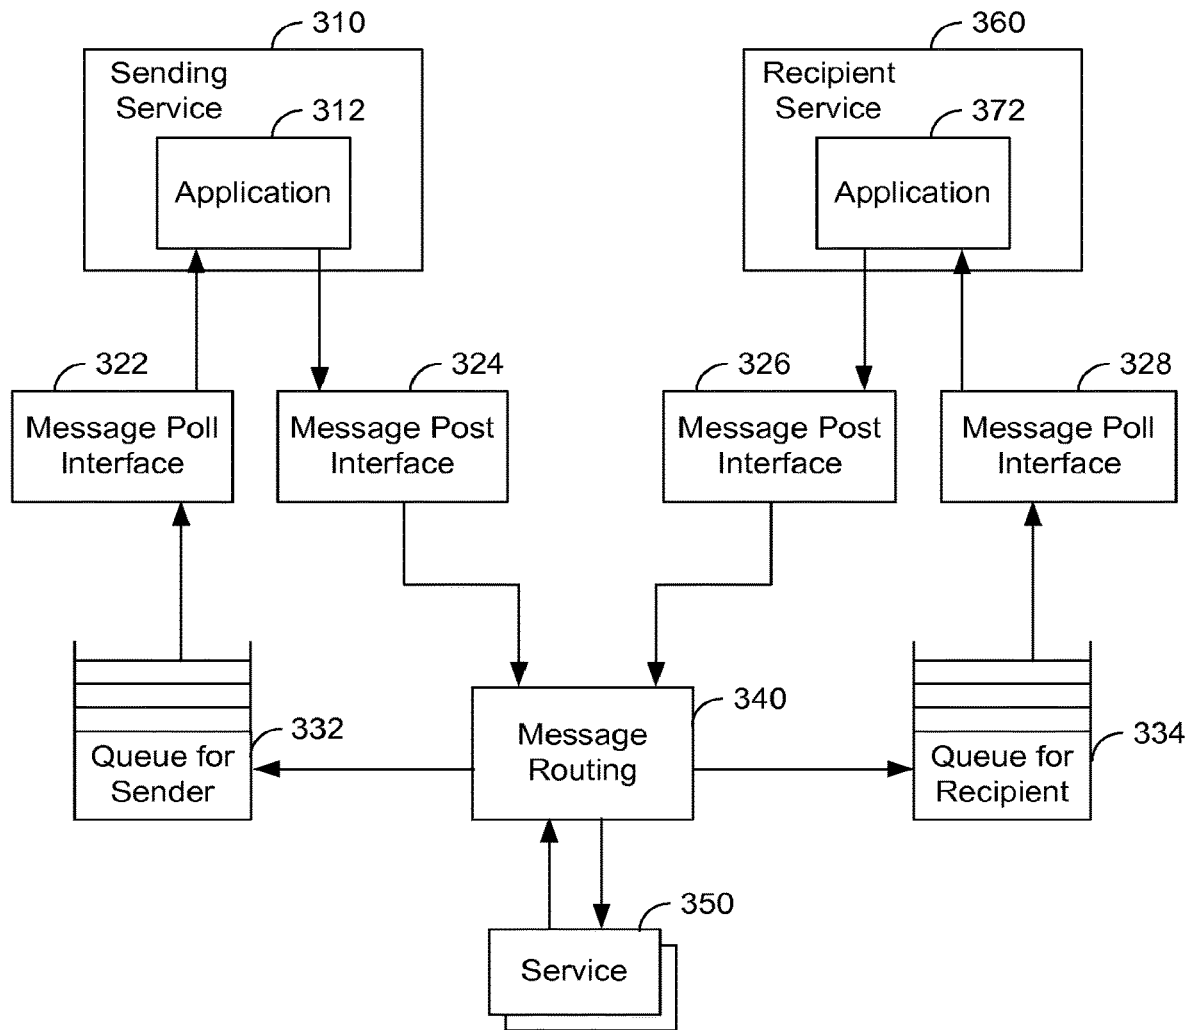 310
360
Sending
Service
Recipient
Service
312
372
Application
Application
322
324
326
328
Message Poll
Interface
Message Post
Interface
Message Post
Interface
Message Poll
Interface
340
332
334
Queue for
Sender
Message
Routing
Queue for
Recipient
350
Service